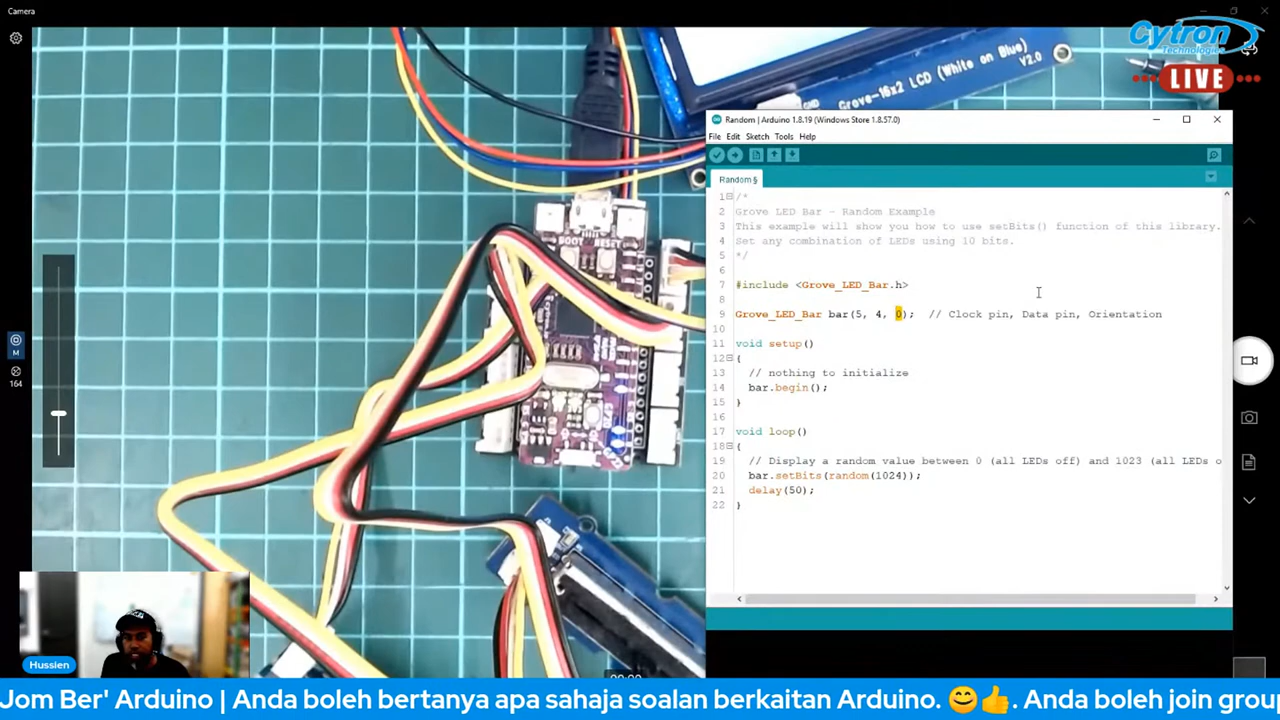 Camera
Cytron
Technologies
LIVE
Grove-16x2 LCD (White on Blue)
V2.0
GND
BOOT RESET
Random | Arduino 1.8.19 (Windows Store 1.8.57.0)
File Edit Sketch Tools Help
Random §
1 /*
2 Grove LED Bar - Random Example
3 This example will show you how to use setBits() function of this library.
4 Set any combination of LEDs using 10 bits.
5 */
6
7 #include <Grove_LED_Bar.h>
8
9 Grove_LED_Bar bar(5, 4, 0); // Clock pin, Data pin, Orientation
10
11 void setup()
12 {
13 // nothing to initialize
14 bar.begin();
15 }
16
17 void loop()
18 {
19 // Display a random value between 0 (all LEDs off) and 1023 (all LEDs o
20 bar.setBits(random(1024));
21 delay(50);
22 }
M
164
Hussien
Jom Ber' Arduino | Anda boleh bertanya apa sahaja soalan berkaitan Arduino. 😊👍. Anda boleh join group